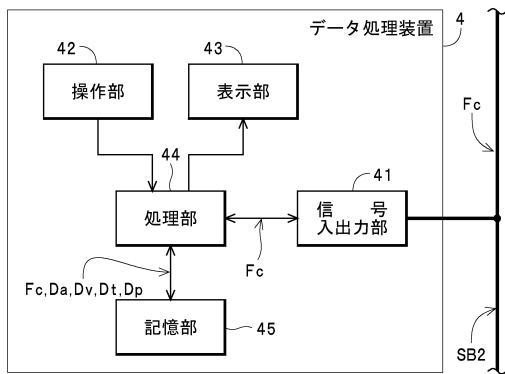 データ処理装置
4
42
43
操作部
表示部
Fc
44
41
処理部
信 号
入出力部
Fc
Fc,Da,Dv,Dt,Dp
記憶部
45
SB2